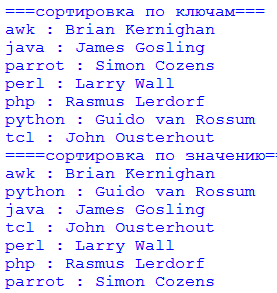 ===сортировка по ключам===
awk : Brian Kernighan
java : James Gosling
parrot : Simon Cozens
perl : Larry Wall
php : Rasmus Lerdorf
python : Guido van Rossum
tcl : John Ousterhout
====сортировка по значению=
awk : Brian Kernighan
python : Guido van Rossum
java : James Gosling
tcl : John Ousterhout
perl : Larry Wall
php : Rasmus Lerdorf
parrot : Simon Cozens